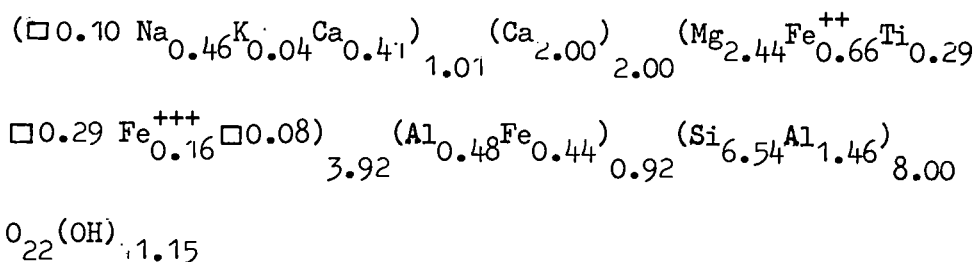 (□0.10 Na0.46K0.04Ca0.41)1.01 (Ca2.00)2.00 (Mg2.44Fe++0.66Ti0.29
□0.29 Fe+++0.16□0.08)3.92 (Al0.48Fe0.44)0.92 (Si6.54Al1.46)8.00
O22(OH)1.15